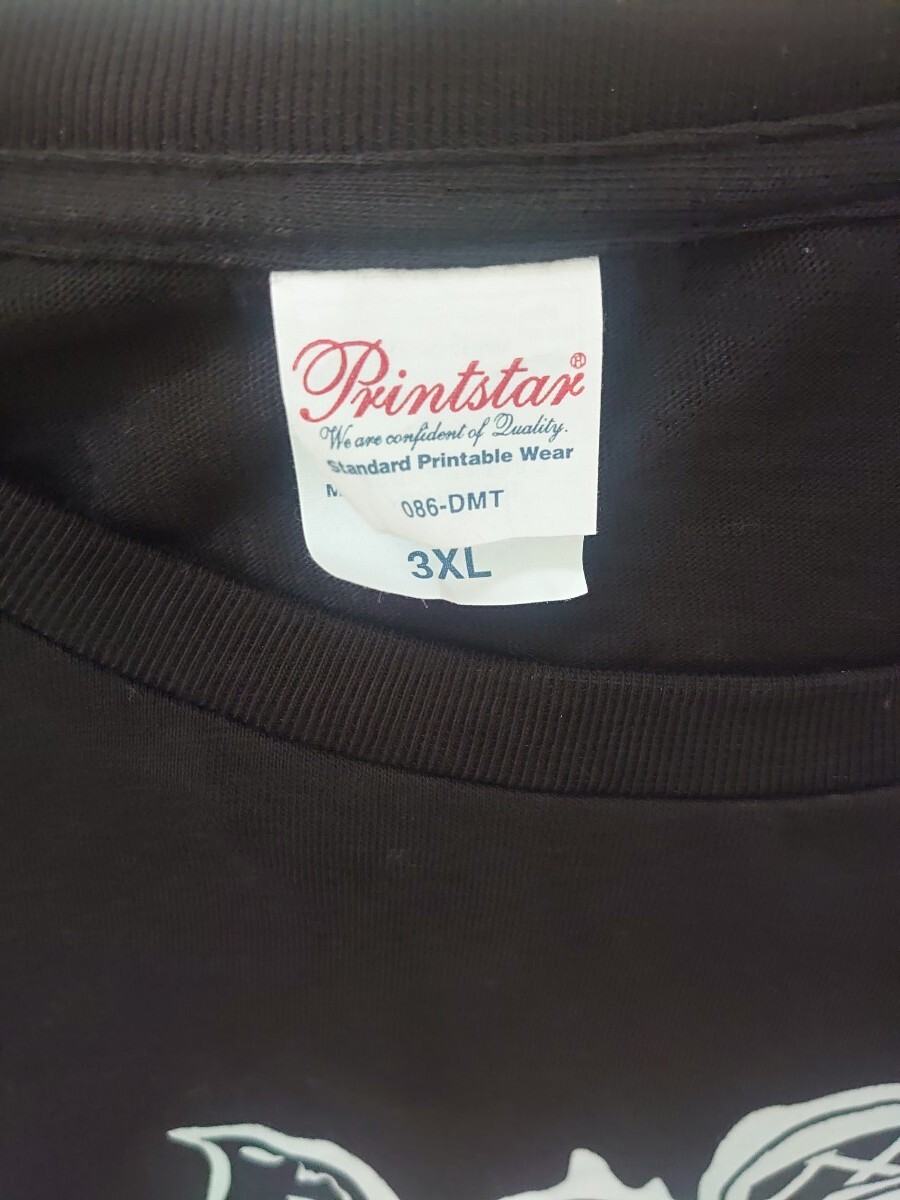 Printstar®
We are confident of Quality.
Standard Printable Wear
086-DMT
3XL